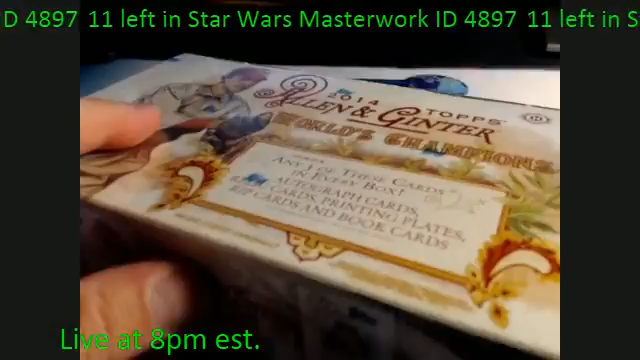 D 4897 11 left in Star Wars Masterwork ID 4897 11 left in S
2014 TOPPS
ALLEN & GINTER
WORLD'S CHAMPIONS
ANY 1 OF THESE CARDS
IN EVERY BOX!
AUTOGRAPH CARDS,
CARDS, PRINTING PLATES,
RIP CARDS AND BOOK CARDS
Live at 8pm est.